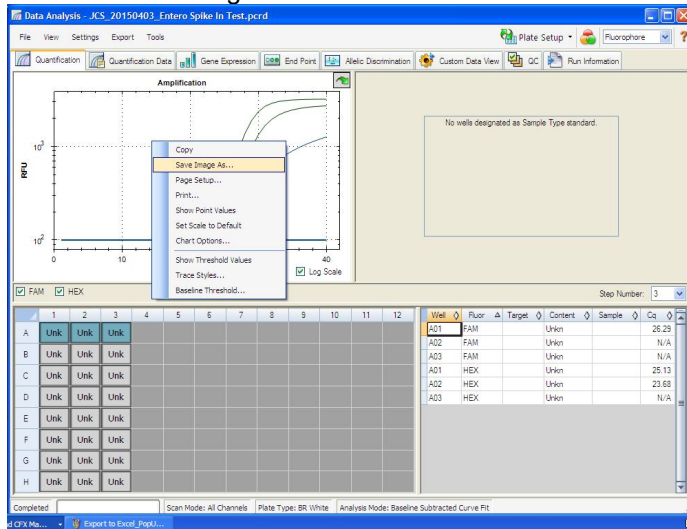 Data Analysis - JCS_20150403_Entero Spike In Test.pcrd
File View Settings Export Tools Plate Setup Fluorophore ?
Quantification Quantification Data Gene Expression End Point Allelic Discrimination Custom Data View QC Run Information
Amplification
No wells designated as Sample Type standard.
10^3
RFU
10^2
0 10 40
Log Scale
Copy
Save Image As...
Page Setup...
Print...
Show Point Values
Set Scale to Default
Chart Options...
Show Threshold Values
Trace Styles...
Baseline Threshold...
FAM HEX Step Number: 3
1 2 3 4 5 6 7 8 9 10 11 12
A Unk Unk Unk
B Unk Unk Unk
C Unk Unk Unk
D Unk Unk Unk
E Unk Unk Unk
F Unk Unk Unk
G Unk Unk Unk
H Unk Unk Unk
Well Fluor Target Content Sample Cq
A01 FAM Unkn 26.29
A02 FAM Unkn N/A
A03 FAM Unkn N/A
A01 HEX Unkn 25.13
A02 HEX Unkn 23.68
A03 HEX Unkn N/A
Completed Scan Mode: All Channels Plate Type: BR White Analysis Mode: Baseline Subtracted Curve Fit
d CFX Ma... Export to Excel_PopU...